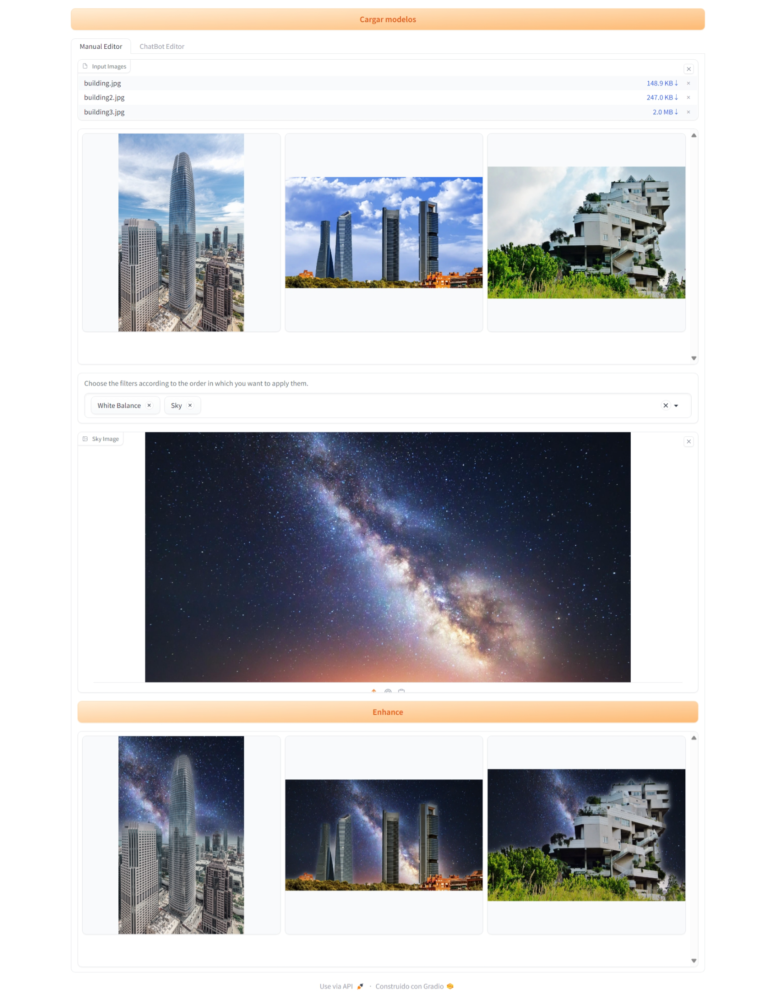 Cargar modelos
Manual Editor ChatBot Editor
Input Images
building.jpg 148.9 KB ⇣ ×
building2.jpg 247.0 KB ⇣ ×
building3.jpg 2.0 MB ⇣ ×
Choose the filters according to the order in which you want to apply them.
White Balance × Sky ×
Sky Image
Enhance
Use via API · Construido con Gradio